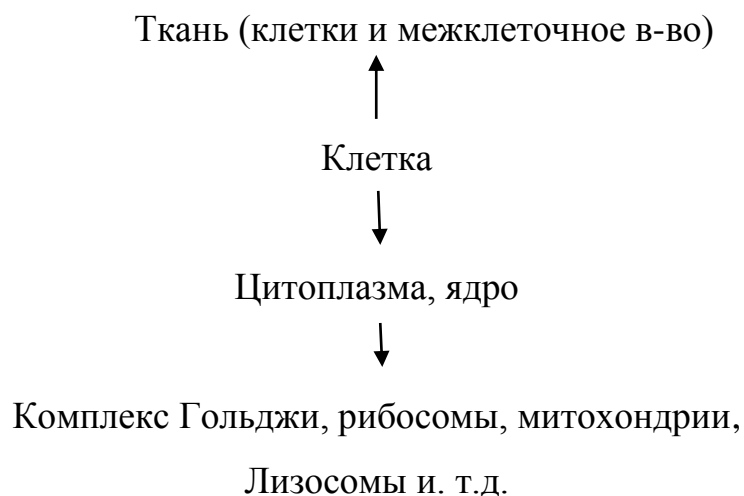 Ткань (клетки и межклеточное в-во)
Клетка
Цитоплазма, ядро
Комплекс Гольджи, рибосомы, митохондрии,
Лизосомы и. т.д.